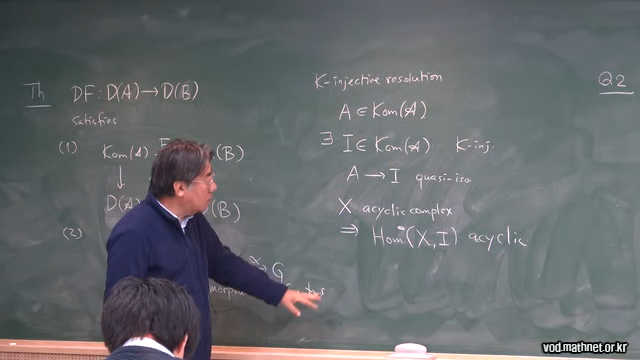 Th DF: D(A) → D(B)
satisfies
(1) Kom(A) (B)
↓
D(A) (B)
(2)
G
K-injective resolution
A ∈ Kom(A)
∃ I ∈ Kom(A) K-inj.
A → I quasi-iso.
X acyclic complex
⇒ Hom(X, I) acyclic
Q2
vod.mathnet.or.kr